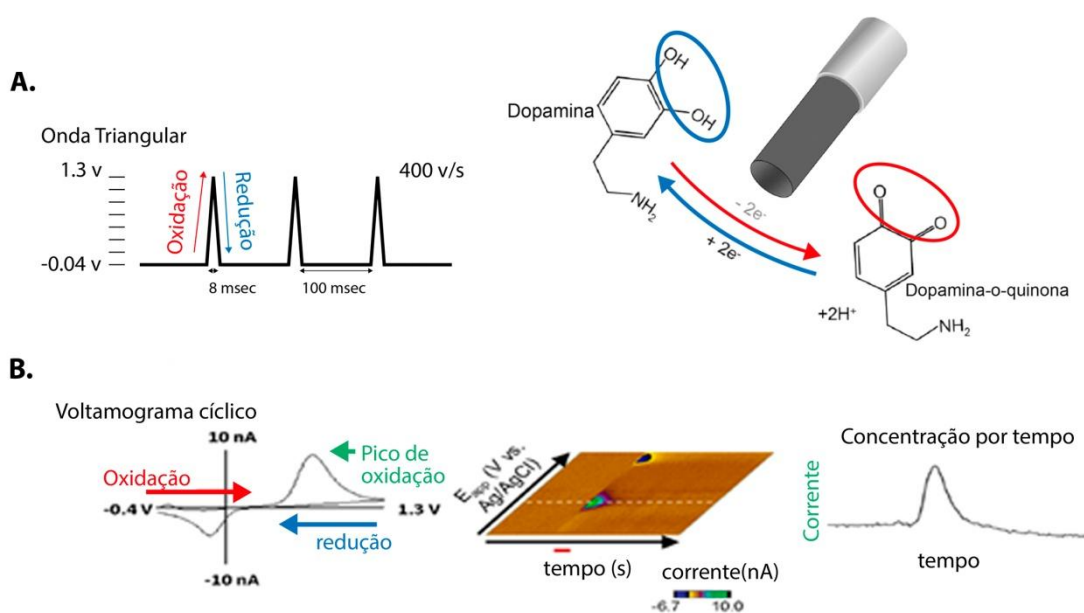 A.
Onda Triangular
1.3 v
-0.04 v
Oxidação
Redução
400 v/s
8 msec
100 msec
Dopamina
OH
OH
NH₂
- 2e⁻
+ 2e⁻
O
O
Dopamina-o-quinona
+2H⁺
NH₂
B.
Voltamograma cíclico
10 nA
Oxidação
Pico de
oxidação
-0.4 V
1.3 V
redução
-10 nA
E_app (V vs.
Ag/AgCl)
tempo (s)
corrente(nA)
-6.7
10.0
Concentração por tempo
Corrente
tempo